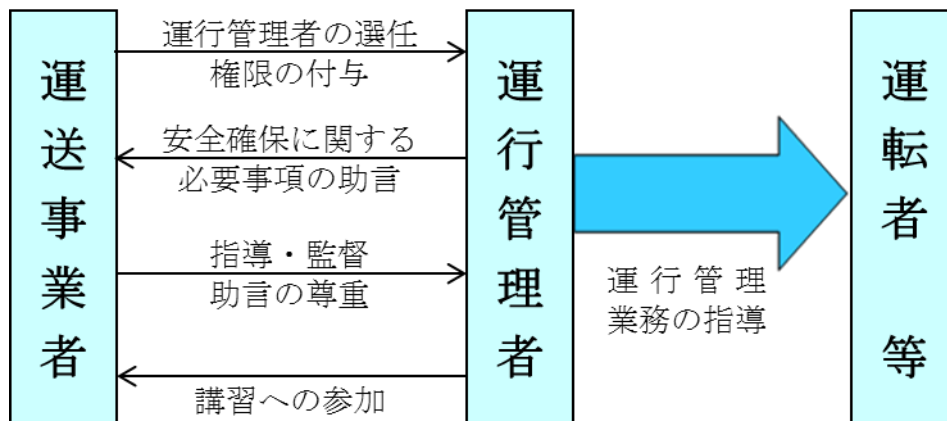 運送事業者
運行管理者の選任
権限の付与
安全確保に関する
必要事項の助言
指導・監督
助言の尊重
講習への参加
運行管理者
運行管理
業務の指導
運転者 等